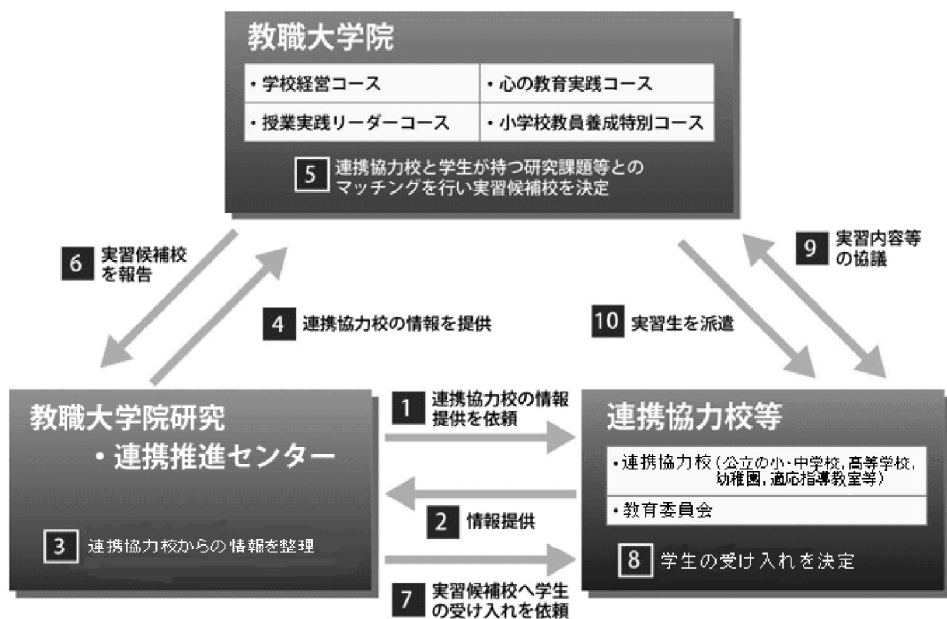 教職大学院
・学校経営コース
・心の教育実践コース
・授業実践リーダーコース
・小学校教員養成特別コース
5 連携協力校と学生が持つ研究課題等との
マッチングを行い実習候補校を決定
6 実習候補校
を報告
9 実習内容等
の協議
4 連携協力校の情報を提供
10 実習生を派遣
教職大学院研究
・連携推進センター
3 連携協力校からの情報を整理
1 連携協力校の情報
提供を依頼
2 情報提供
7 実習候補校へ学生
の受け入れを依頼
連携協力校等
・連携協力校(公立の小・中学校,高等学校,
幼稚園,適応指導教室等)
・教育委員会
8 学生の受け入れを決定